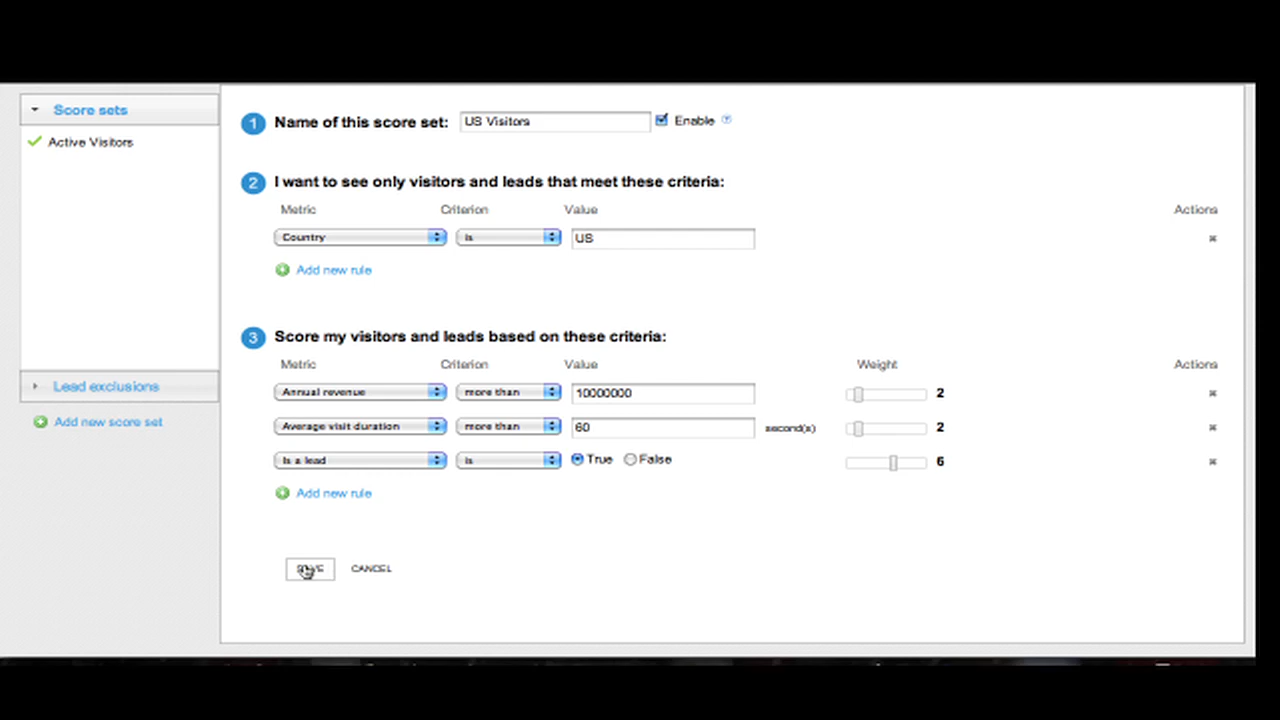 Score sets
Active Visitors
Lead exclusions
Add new score set
1 Name of this score set: US Visitors Enable ?
2 I want to see only visitors and leads that meet these criteria:
Metric Criterion Value Actions
Country is US
Add new rule
3 Score my visitors and leads based on these criteria:
Metric Criterion Value Weight Actions
Annual revenue more than 10000000 2
Average visit duration more than 60 second(s) 2
Is a lead is True False 6
Add new rule
CANCEL